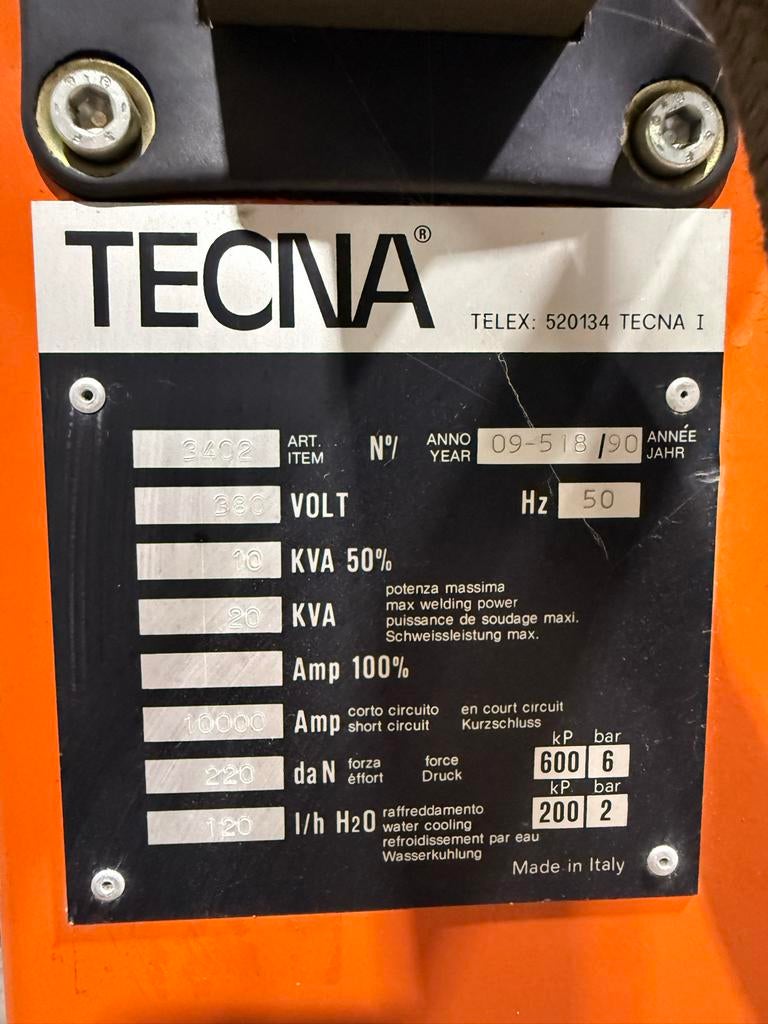 TECNA®
TELEX: 520134 TECNA I
3402 ART. ITEM Nº/ ANNO YEAR 09-518/90 ANNÉE JAHR
380 VOLT Hz 50
10 KVA 50%
20 KVA potenza massima
max welding power
puissance de soudage maxi.
Schweissleistung max.
Amp 100%
10000 Amp corto circuito en court circuit
short circuit Kurzschluss
220 daN forza force kP 600 bar 6
éffort Druck
120 l/h H2O raffreddamento kP 200 bar 2
water cooling
refroidissement par eau
Wasserkuhlung
Made in Italy